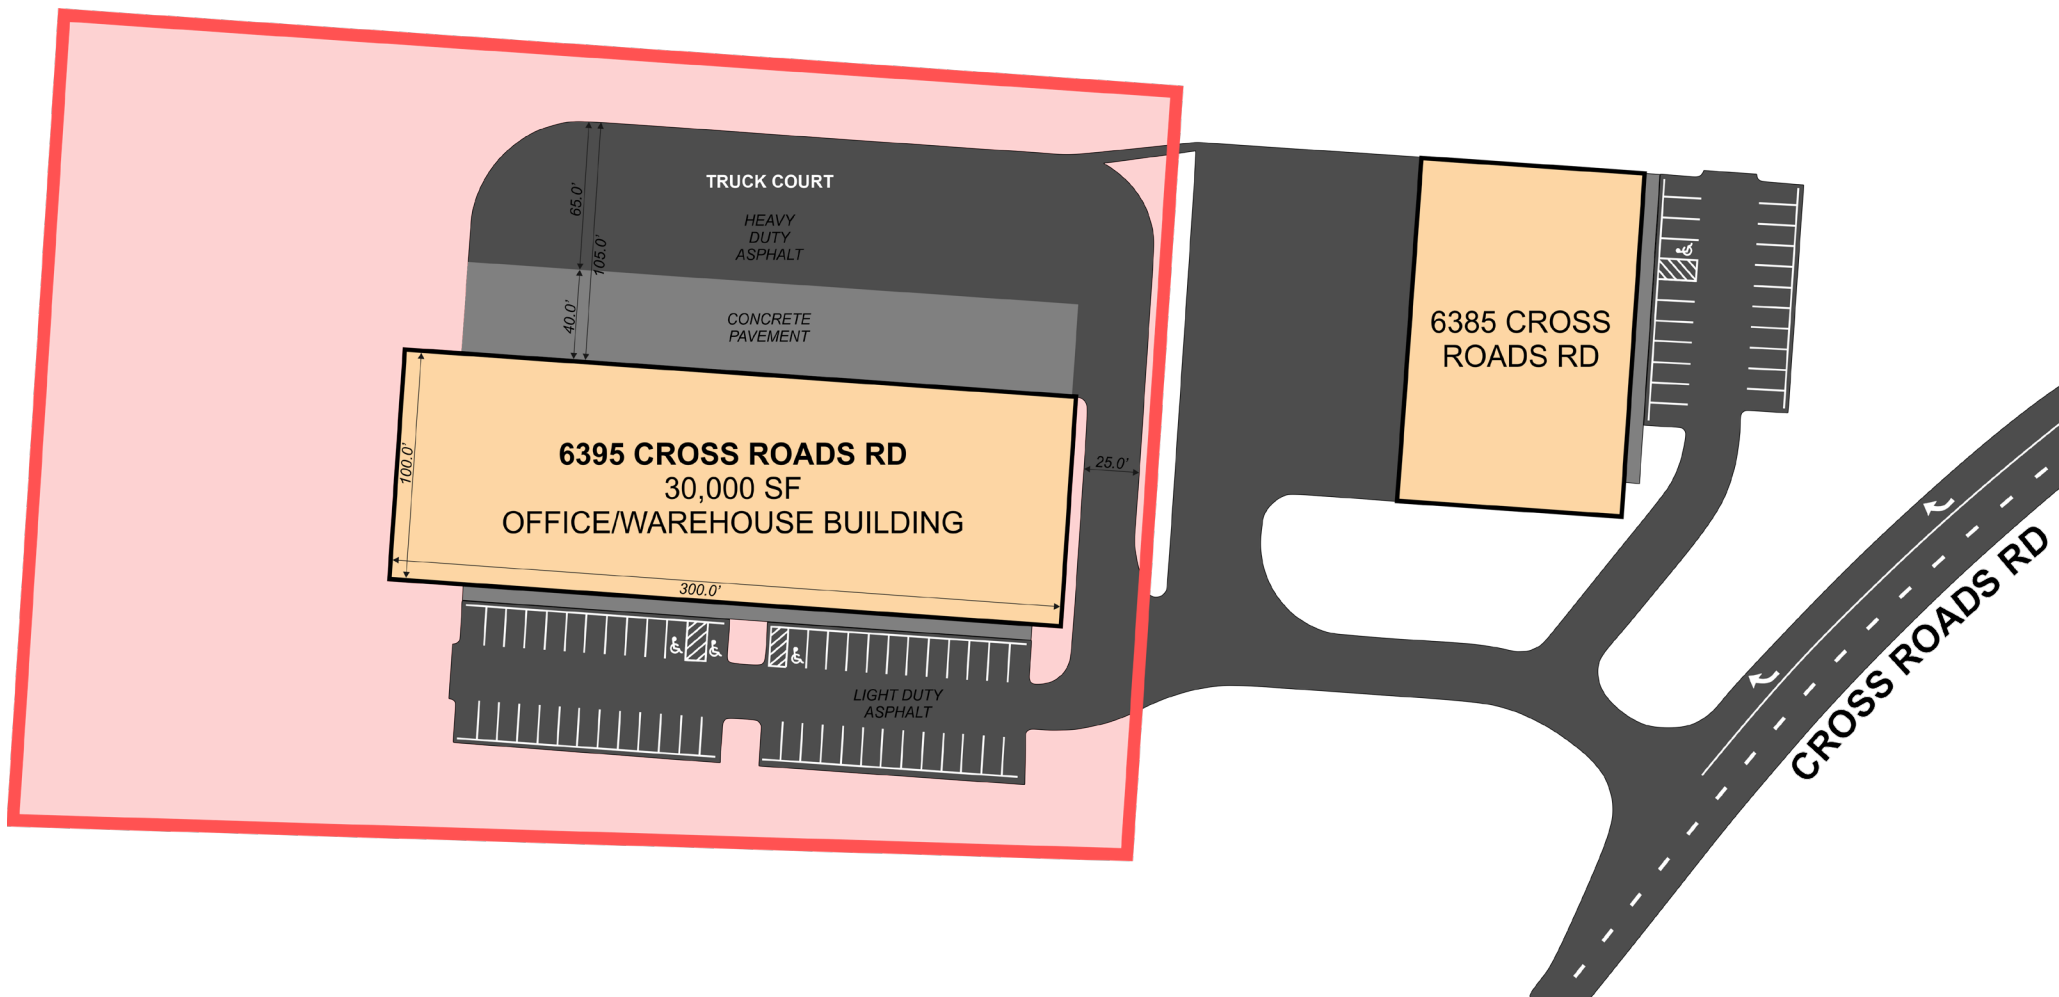 TRUCK COURT
HEAVY
DUTY
ASPHALT
65.0'
105.0'
40.0'
CONCRETE
PAVEMENT
6395 CROSS ROADS RD
30,000 SF
OFFICE/WAREHOUSE BUILDING
100.0'
300.0'
25.0'
LIGHT DUTY
ASPHALT
6385 CROSS
ROADS RD
CROSS ROADS RD